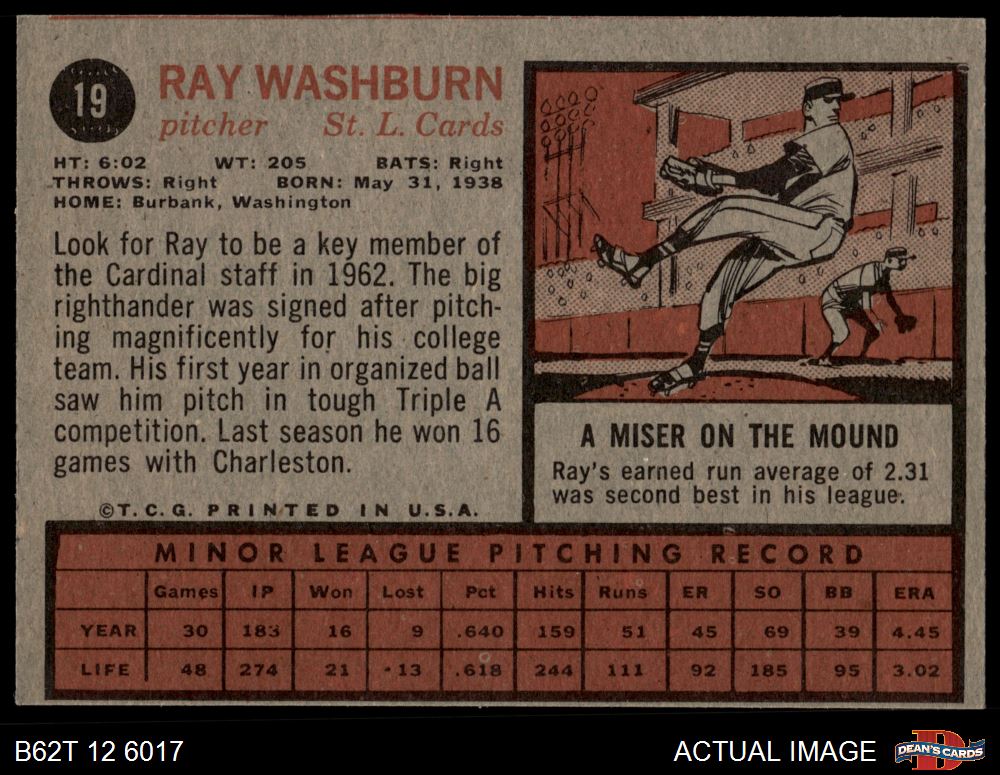 19
RAY WASHBURN
pitcher St. L. Cards
HT: 6:02 WT: 205 BATS: Right
THROWS: Right BORN: May 31, 1938
HOME: Burbank, Washington
Look for Ray to be a key member of
the Cardinal staff in 1962. The big
righthander was signed after pitch-
ing magnificently for his college
team. His first year in organized ball
saw him pitch in tough Triple A
competition. Last season he won 16
games with Charleston.
©T.C.G. PRINTED IN U.S.A.
A MISER ON THE MOUND
Ray's earned run average of 2.31
was second best in his league.
MINOR LEAGUE PITCHING RECORD
Games IP Won Lost Pct Hits Runs ER SO BB ERA
YEAR 30 183 16 9 .640 159 51 45 69 39 4.45
LIFE 48 274 21 13 .618 244 111 92 185 95 3.02
B62T 12 6017 ACTUAL IMAGE DEAN'S CARDS